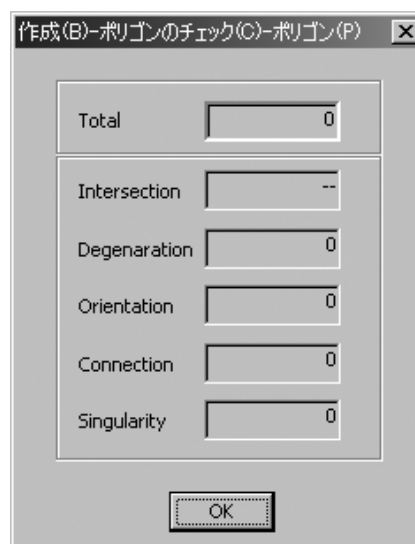 作成(B)-ポリゴンのチェック(C)-ポリゴン(P)
Total 0
Intersection --
Degenaration 0
Orientation 0
Connection 0
Singularity 0
OK